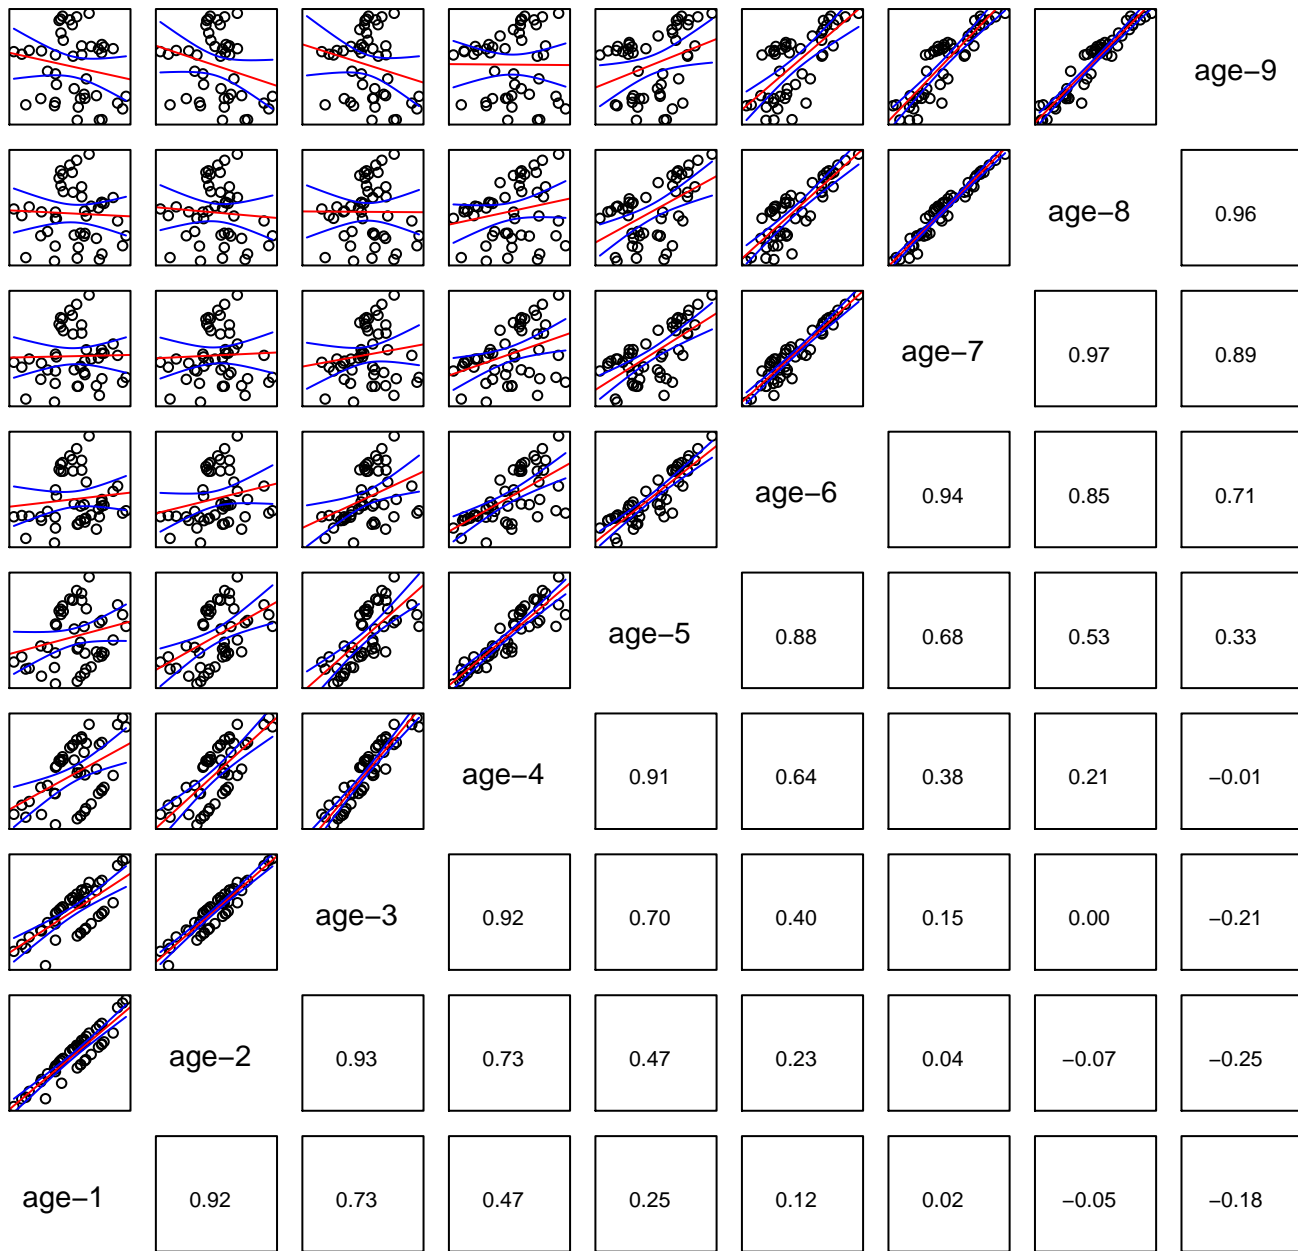 age−9
age−8 0.96
age−7 0.97 0.89
age−6 0.94 0.85 0.71
age−5 0.88 0.68 0.53 0.33
age−4 0.91 0.64 0.38 0.21 −0.01
age−3 0.92 0.70 0.40 0.15 0.00 −0.21
age−2 0.93 0.73 0.47 0.23 0.04 −0.07 −0.25
age−1 0.92 0.73 0.47 0.25 0.12 0.02 −0.05 −0.18